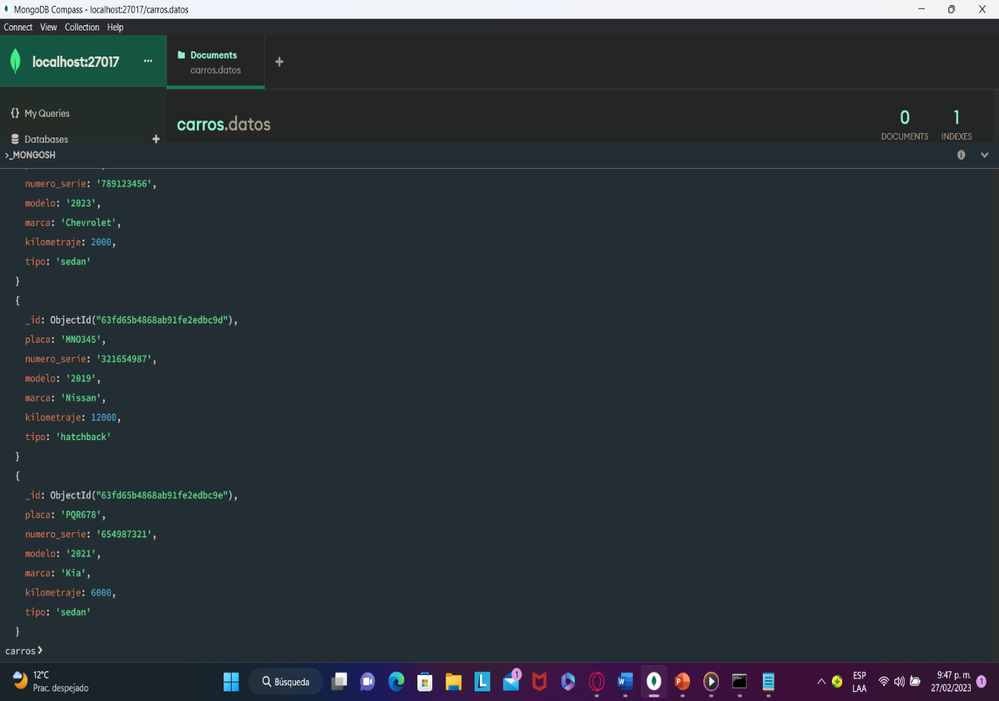 MongoDB Compass - localhost:27017/carros.datos
Connect View Collection Help
localhost:27017 ...
Documents
carros.datos
My Queries
Databases
carros.datos
0
DOCUMENTS
1
INDEXES
>_MONGOSH
numero_serie: '789123456',
modelo: '2023',
marca: 'Chevrolet',
kilometraje: 2000,
tipo: 'sedan'
}
{
_id: ObjectId("63fd65b4868ab91fe2edbc9d"),
placa: 'MNO345',
numero_serie: '321654987',
modelo: '2019',
marca: 'Nissan',
kilometraje: 12000,
tipo: 'hatchback'
}
{
_id: ObjectId("63fd65b4868ab91fe2edbc9e"),
placa: 'PQR678',
numero_serie: '654987321',
modelo: '2021',
marca: 'Kia',
kilometraje: 6000,
tipo: 'sedan'
}
carros>
12°C
Prac. despejado
Búsqueda
1
ESP
LAA
9:47 p. m.
27/02/2023
1